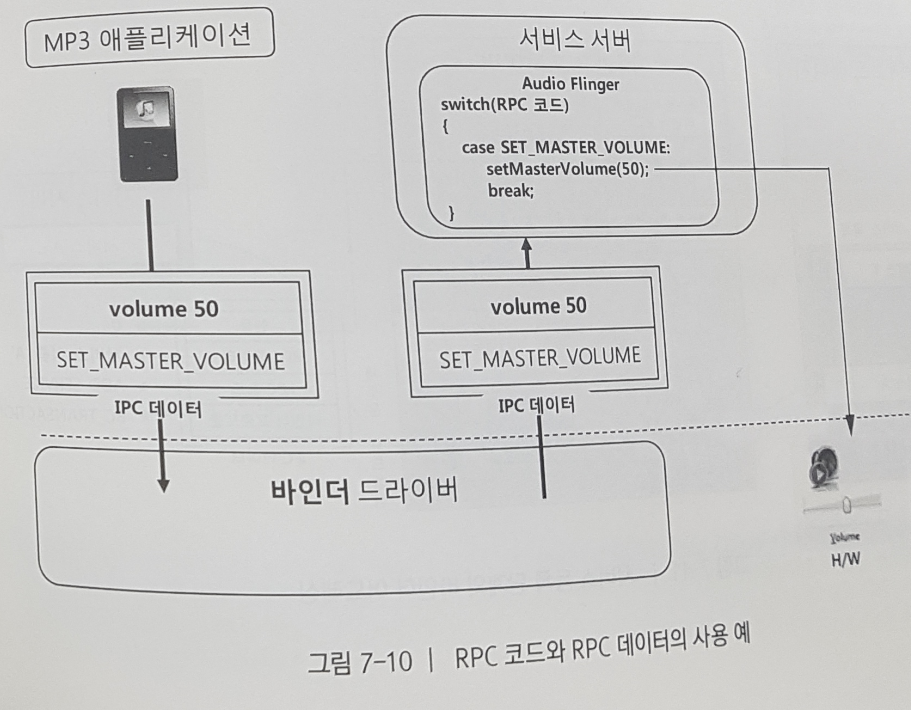 MP3 애플리케이션
서비스 서버
Audio Flinger
switch(RPC 코드)
{
case SET_MASTER_VOLUME:
setMasterVolume(50);
break;
}
volume 50
SET_MASTER_VOLUME
IPC 데이터
volume 50
SET_MASTER_VOLUME
IPC 데이터
바인더 드라이버
Volume
H/W
그림 7-10 | RPC 코드와 RPC 데이터의 사용 예